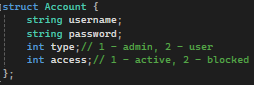 struct Account {
    string username;
    string password;
    int type;// 1 - admin, 2 - user
    int access;// 1 - active, 2 - blocked
};